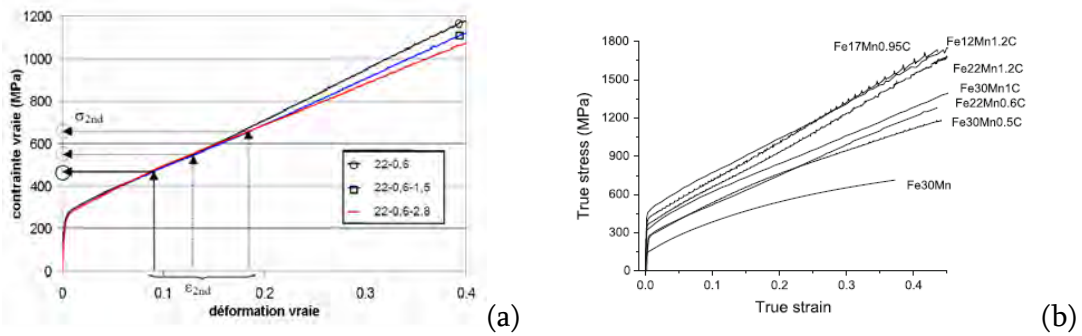 1200
1000
800
600
400
200
0
contrainte vraie (MPa)
σ2nd
22-0,6
22-0,6-1,5
22-0,6-2,8
0
0.1
0.2
0.3
0.4
ε2nd
déformation vraie
(a)
1800
1500
1200
900
600
300
0
True stress (MPa)
Fe17Mn0.95C
Fe12Mn1.2C
Fe22Mn1.2C
Fe30Mn1C
Fe22Mn0.6C
Fe30Mn0.5C
Fe30Mn
0.0
0.1
0.2
0.3
0.4
True strain
(b)